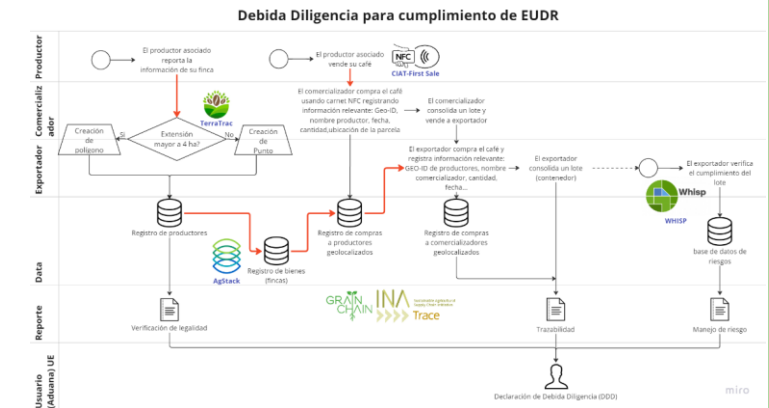 Debida Diligencia para cumplimiento de EUDR
Productor
El productor asociado
reporta la
información de su finca
El productor asociado
vende su café
NFC
CIAT-First Sale
Comercializ
ador
TerraTrac
El comercializador compra el café
usando carnet NFC registrando
información relevante: Geo-ID,
nombre productor, fecha,
cantidad,ubicación de la parcela
El comercializador
consolida un lote y
vende a exportador
Creación
de
polígono
Si
Extensión
mayor a 4 ha?
No
Creación
de
Punto
Exportador
El exportador compra el café y
registra información relevante:
GEO-ID de productores, nombre
comercializador, cantidad,
fecha...
El exportador
consolida un lote
(contenedor)
El exportador verifica
el cumplimiento del
lote
Whisp
WHISP
Data
Registro de productores
AgStack
Registro de bienes
(fincas)
Registro de compras
a productores
geolocalizados
Registro de compras
a comercializadores
geolocalizados
base de datos de
riesgos
Reporte
Verificación de legalidad
GRAIN
CHAIN
INA
Trace
Trazabilidad
Manejo de riesgo
Usuario
(Aduana) UE
Declaración de Debida Diligencia (DDD)
miro